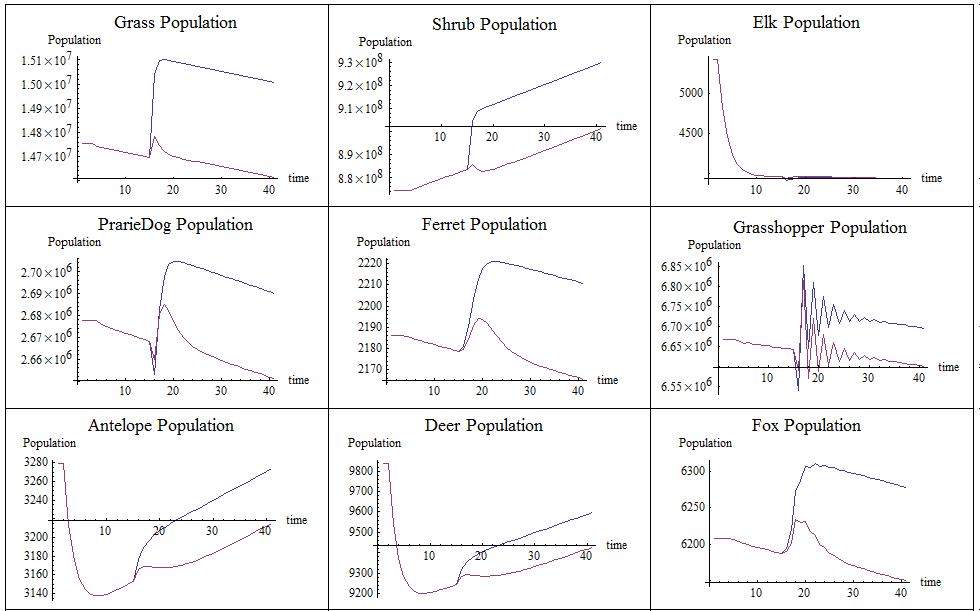 Grass Population
Population
1.51×10^7
1.50×10^7
1.49×10^7
1.48×10^7
1.47×10^7
10 20 30 40 time
Shrub Population
Population
9.3×10^8
9.2×10^8
9.1×10^8
8.9×10^8
8.8×10^8
10 20 30 40 time
Elk Population
Population
5000
4500
10 20 30 40 time
PrarieDog Population
Population
2.70×10^6
2.69×10^6
2.68×10^6
2.67×10^6
2.66×10^6
10 20 30 40 time
Ferret Population
Population
2220
2210
2200
2190
2180
2170
10 20 30 40 time
Grasshopper Population
Population
6.85×10^6
6.80×10^6
6.75×10^6
6.70×10^6
6.65×10^6
6.55×10^6
10 20 30 40 time
Antelope Population
Population
3280
3260
3240
3200
3180
3160
3140
10 20 30 40 time
Deer Population
Population
9800
9700
9600
9500
9300
9200
10 20 30 40 time
Fox Population
Population
6300
6250
6200
10 20 30 40 time